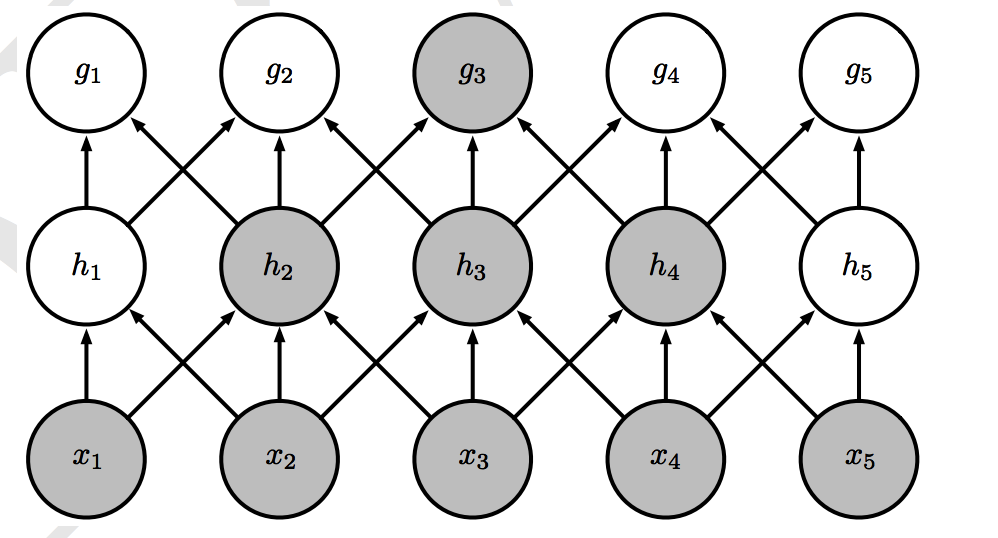 g₁ g₂ g₃ g₄ g₅
h₁ h₂ h₃ h₄ h₅
x₁ x₂ x₃ x₄ x₅